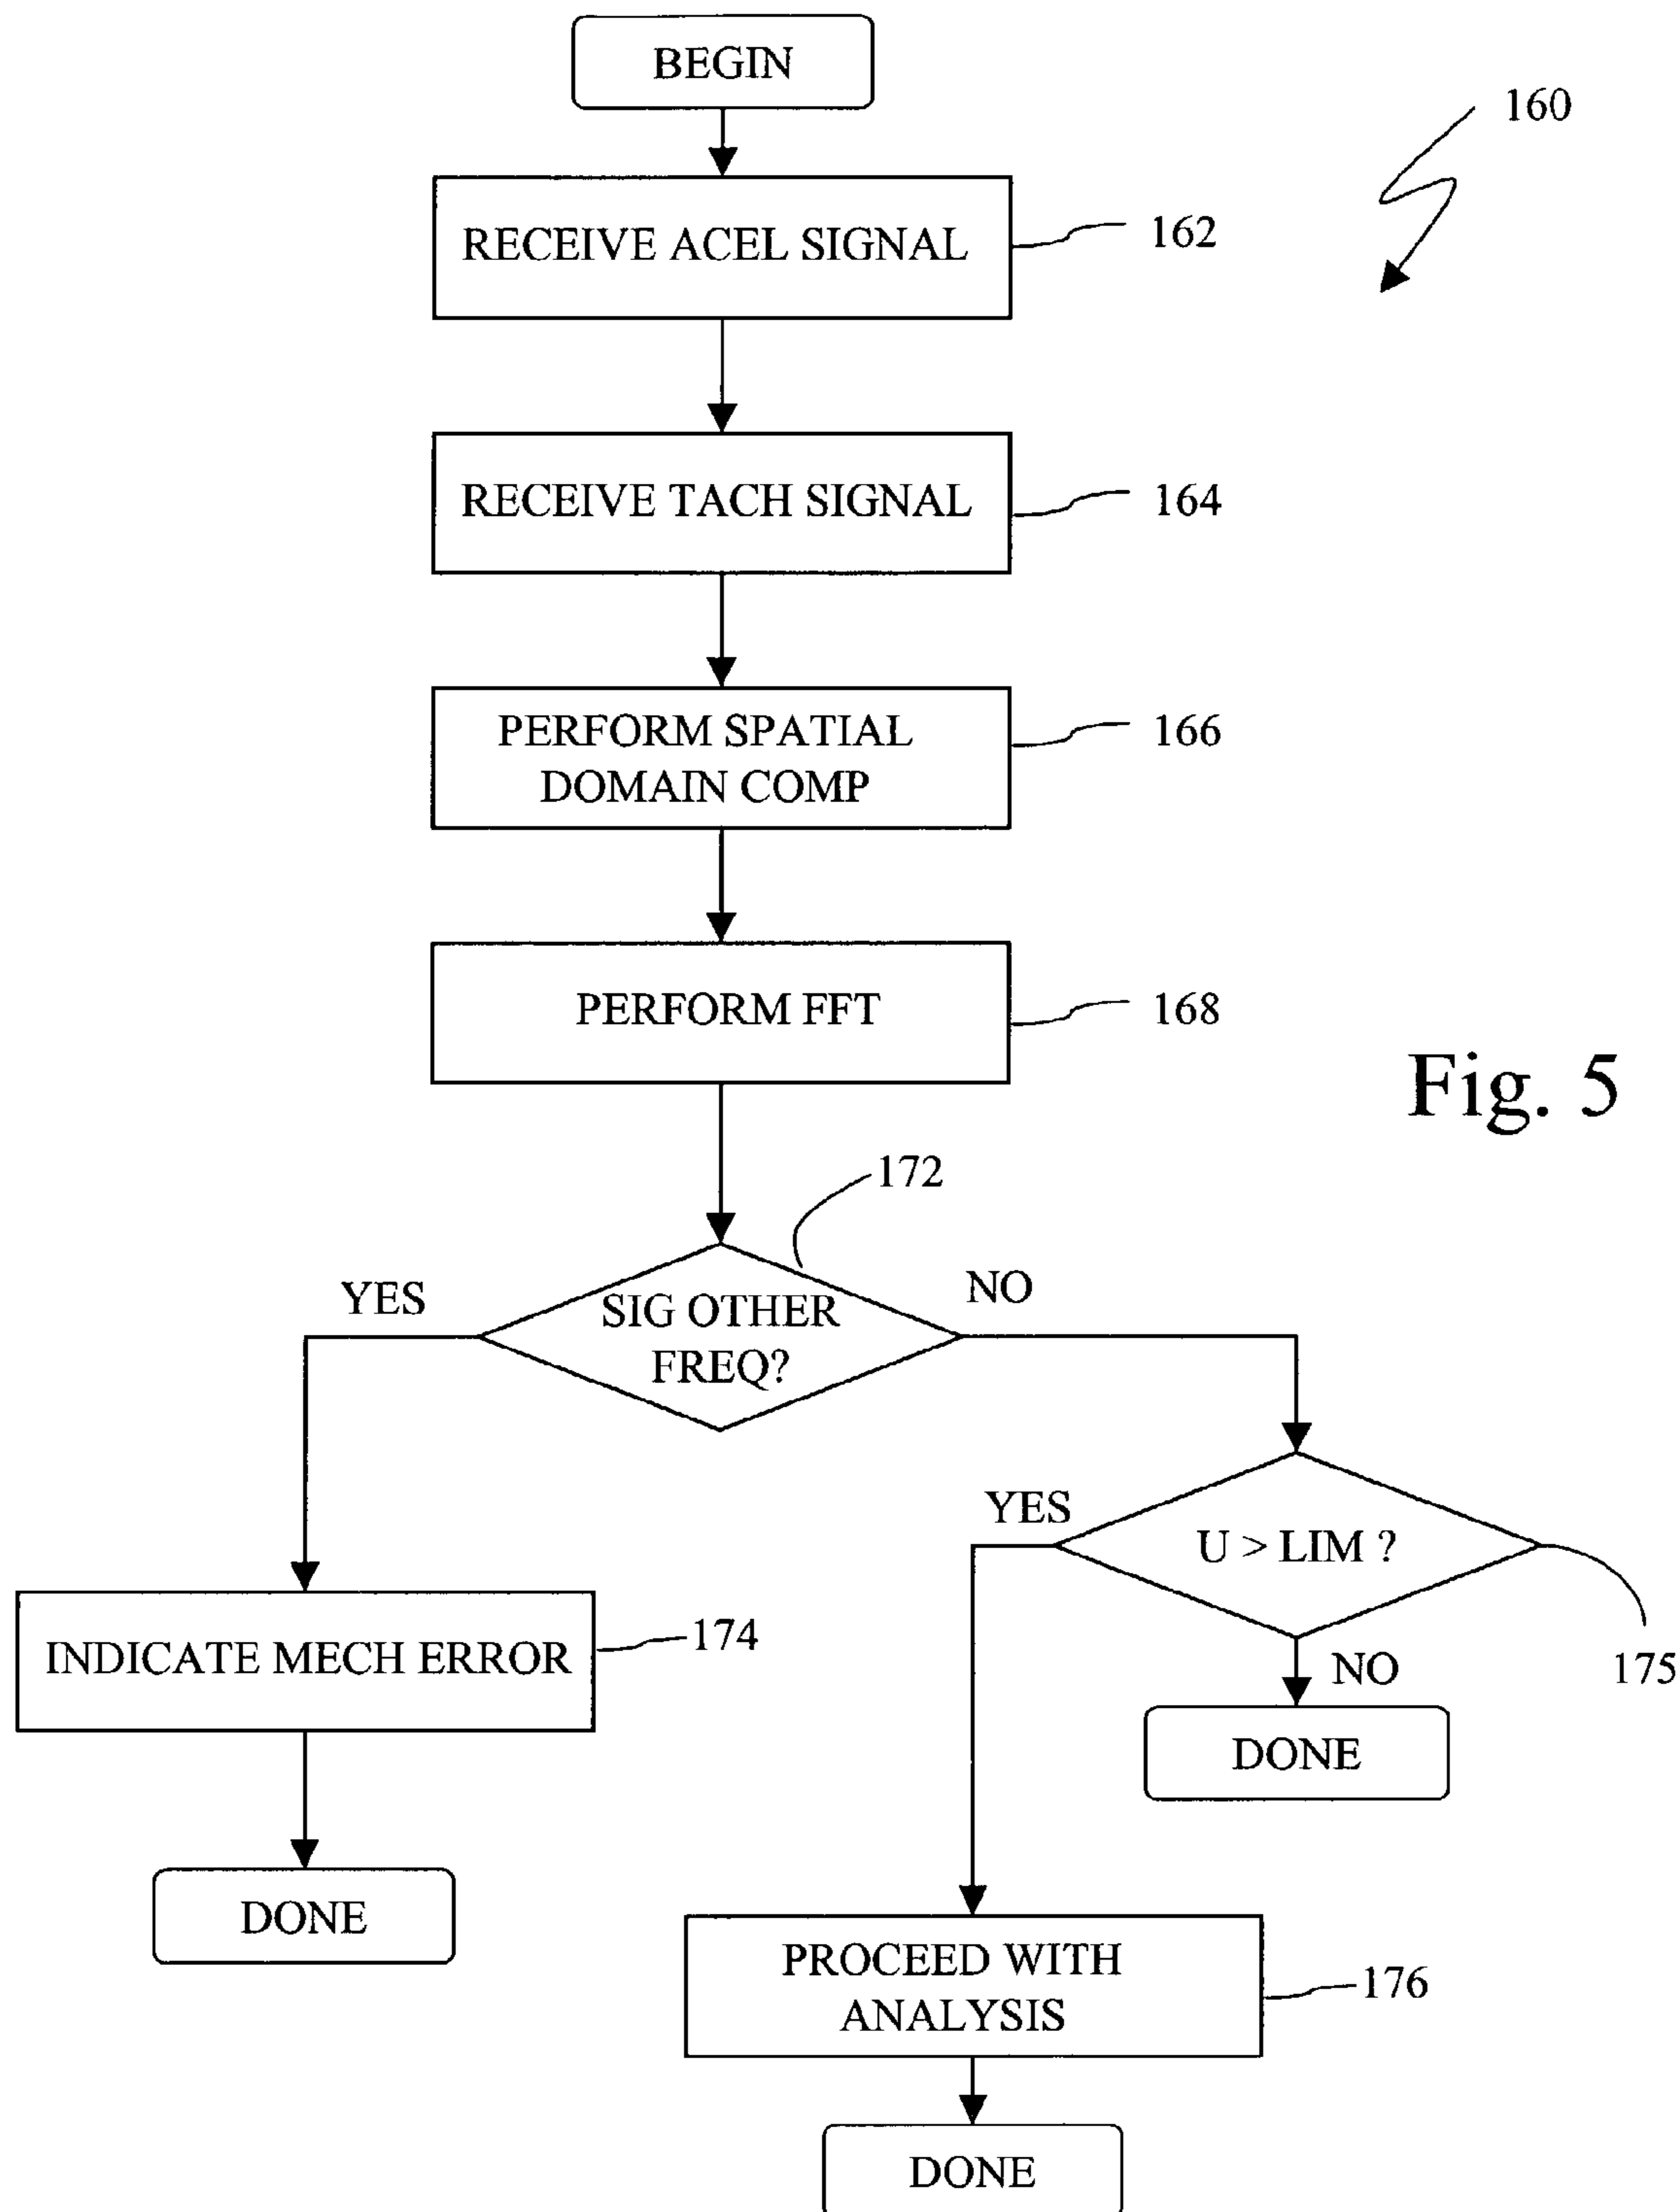 BEGIN
160
RECEIVE ACEL SIGNAL
162
RECEIVE TACH SIGNAL
164
PERFORM SPATIAL
DOMAIN COMP
166
PERFORM FFT
168
Fig. 5
172
YES
SIG OTHER
FREQ?
NO
YES
U > LIM ?
175
NO
DONE
INDICATE MECH ERROR
174
DONE
PROCEED WITH
ANALYSIS
176
DONE